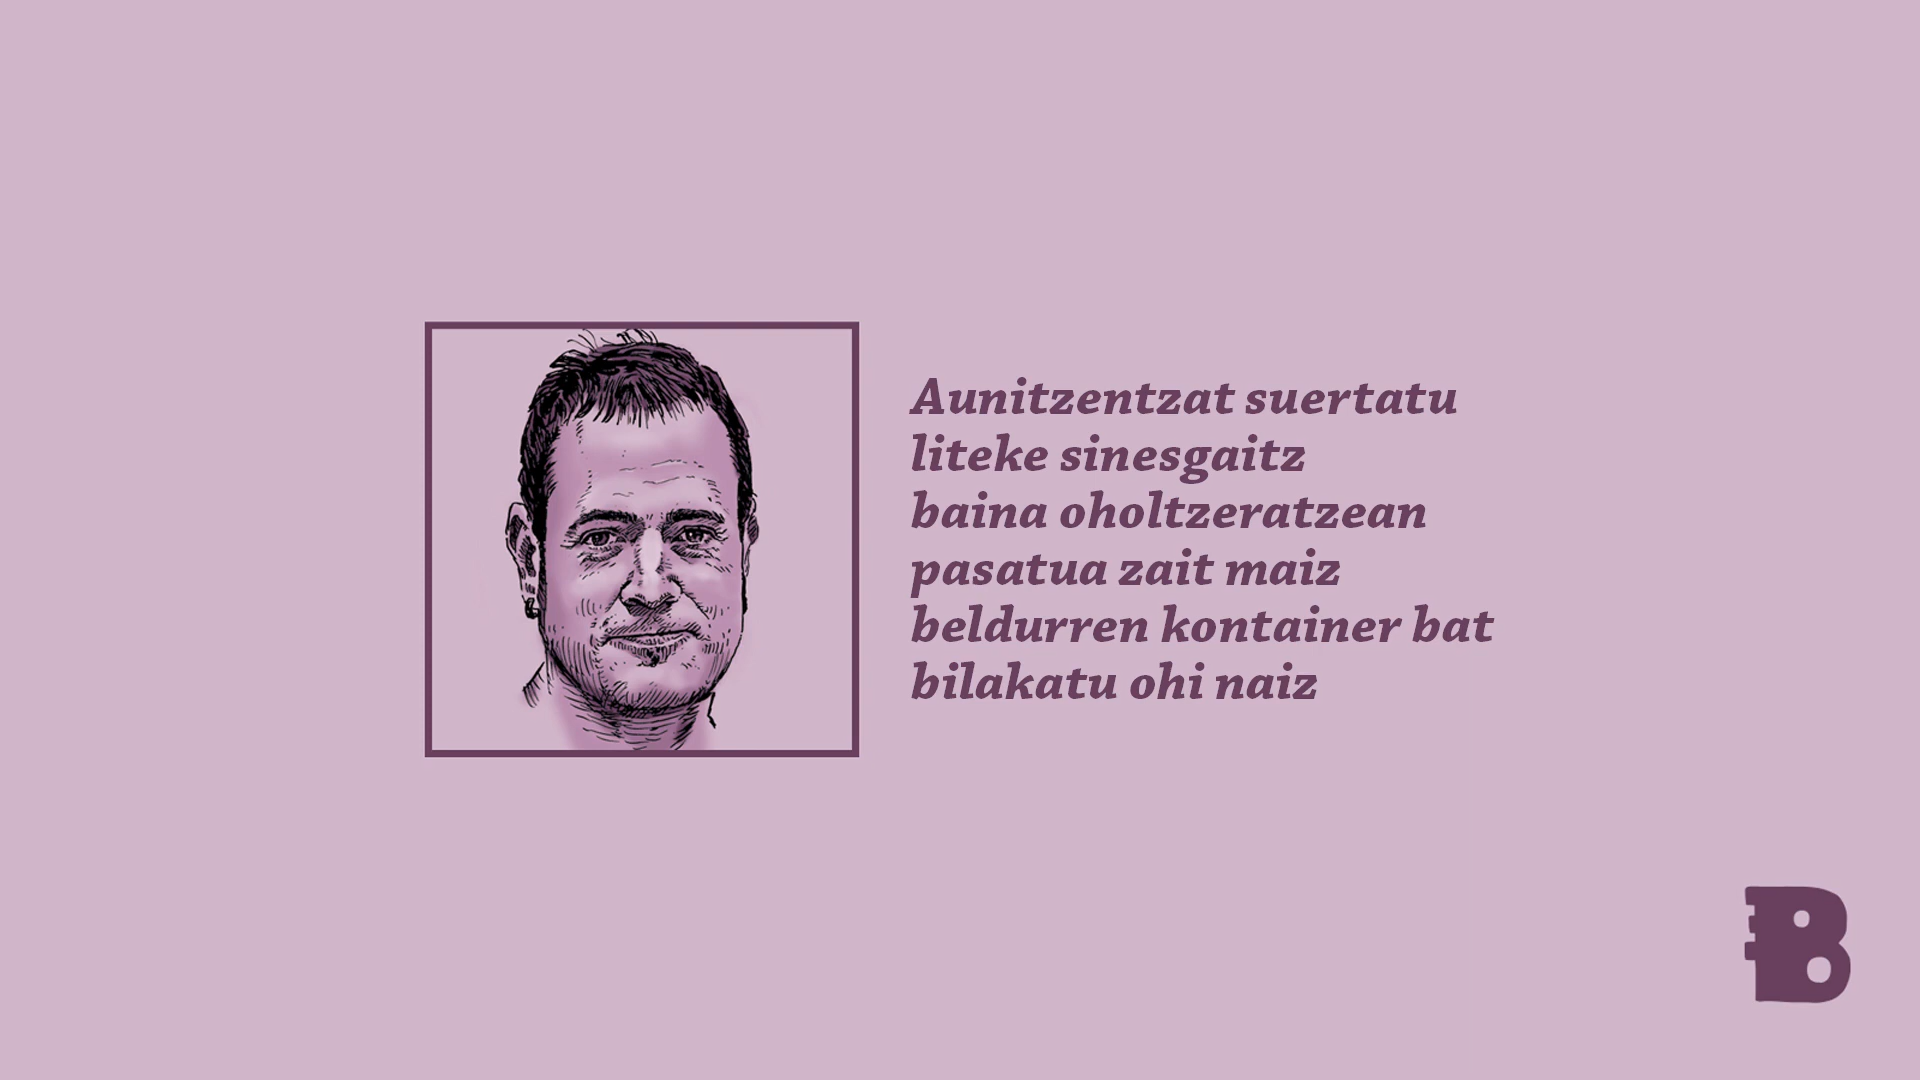 Aunitzentzat suertatu
liteke sinesgaitz
baina oholtzeratzean
pasatua zait maiz
beldurren kontainer bat
bilakatu ohi naiz
B